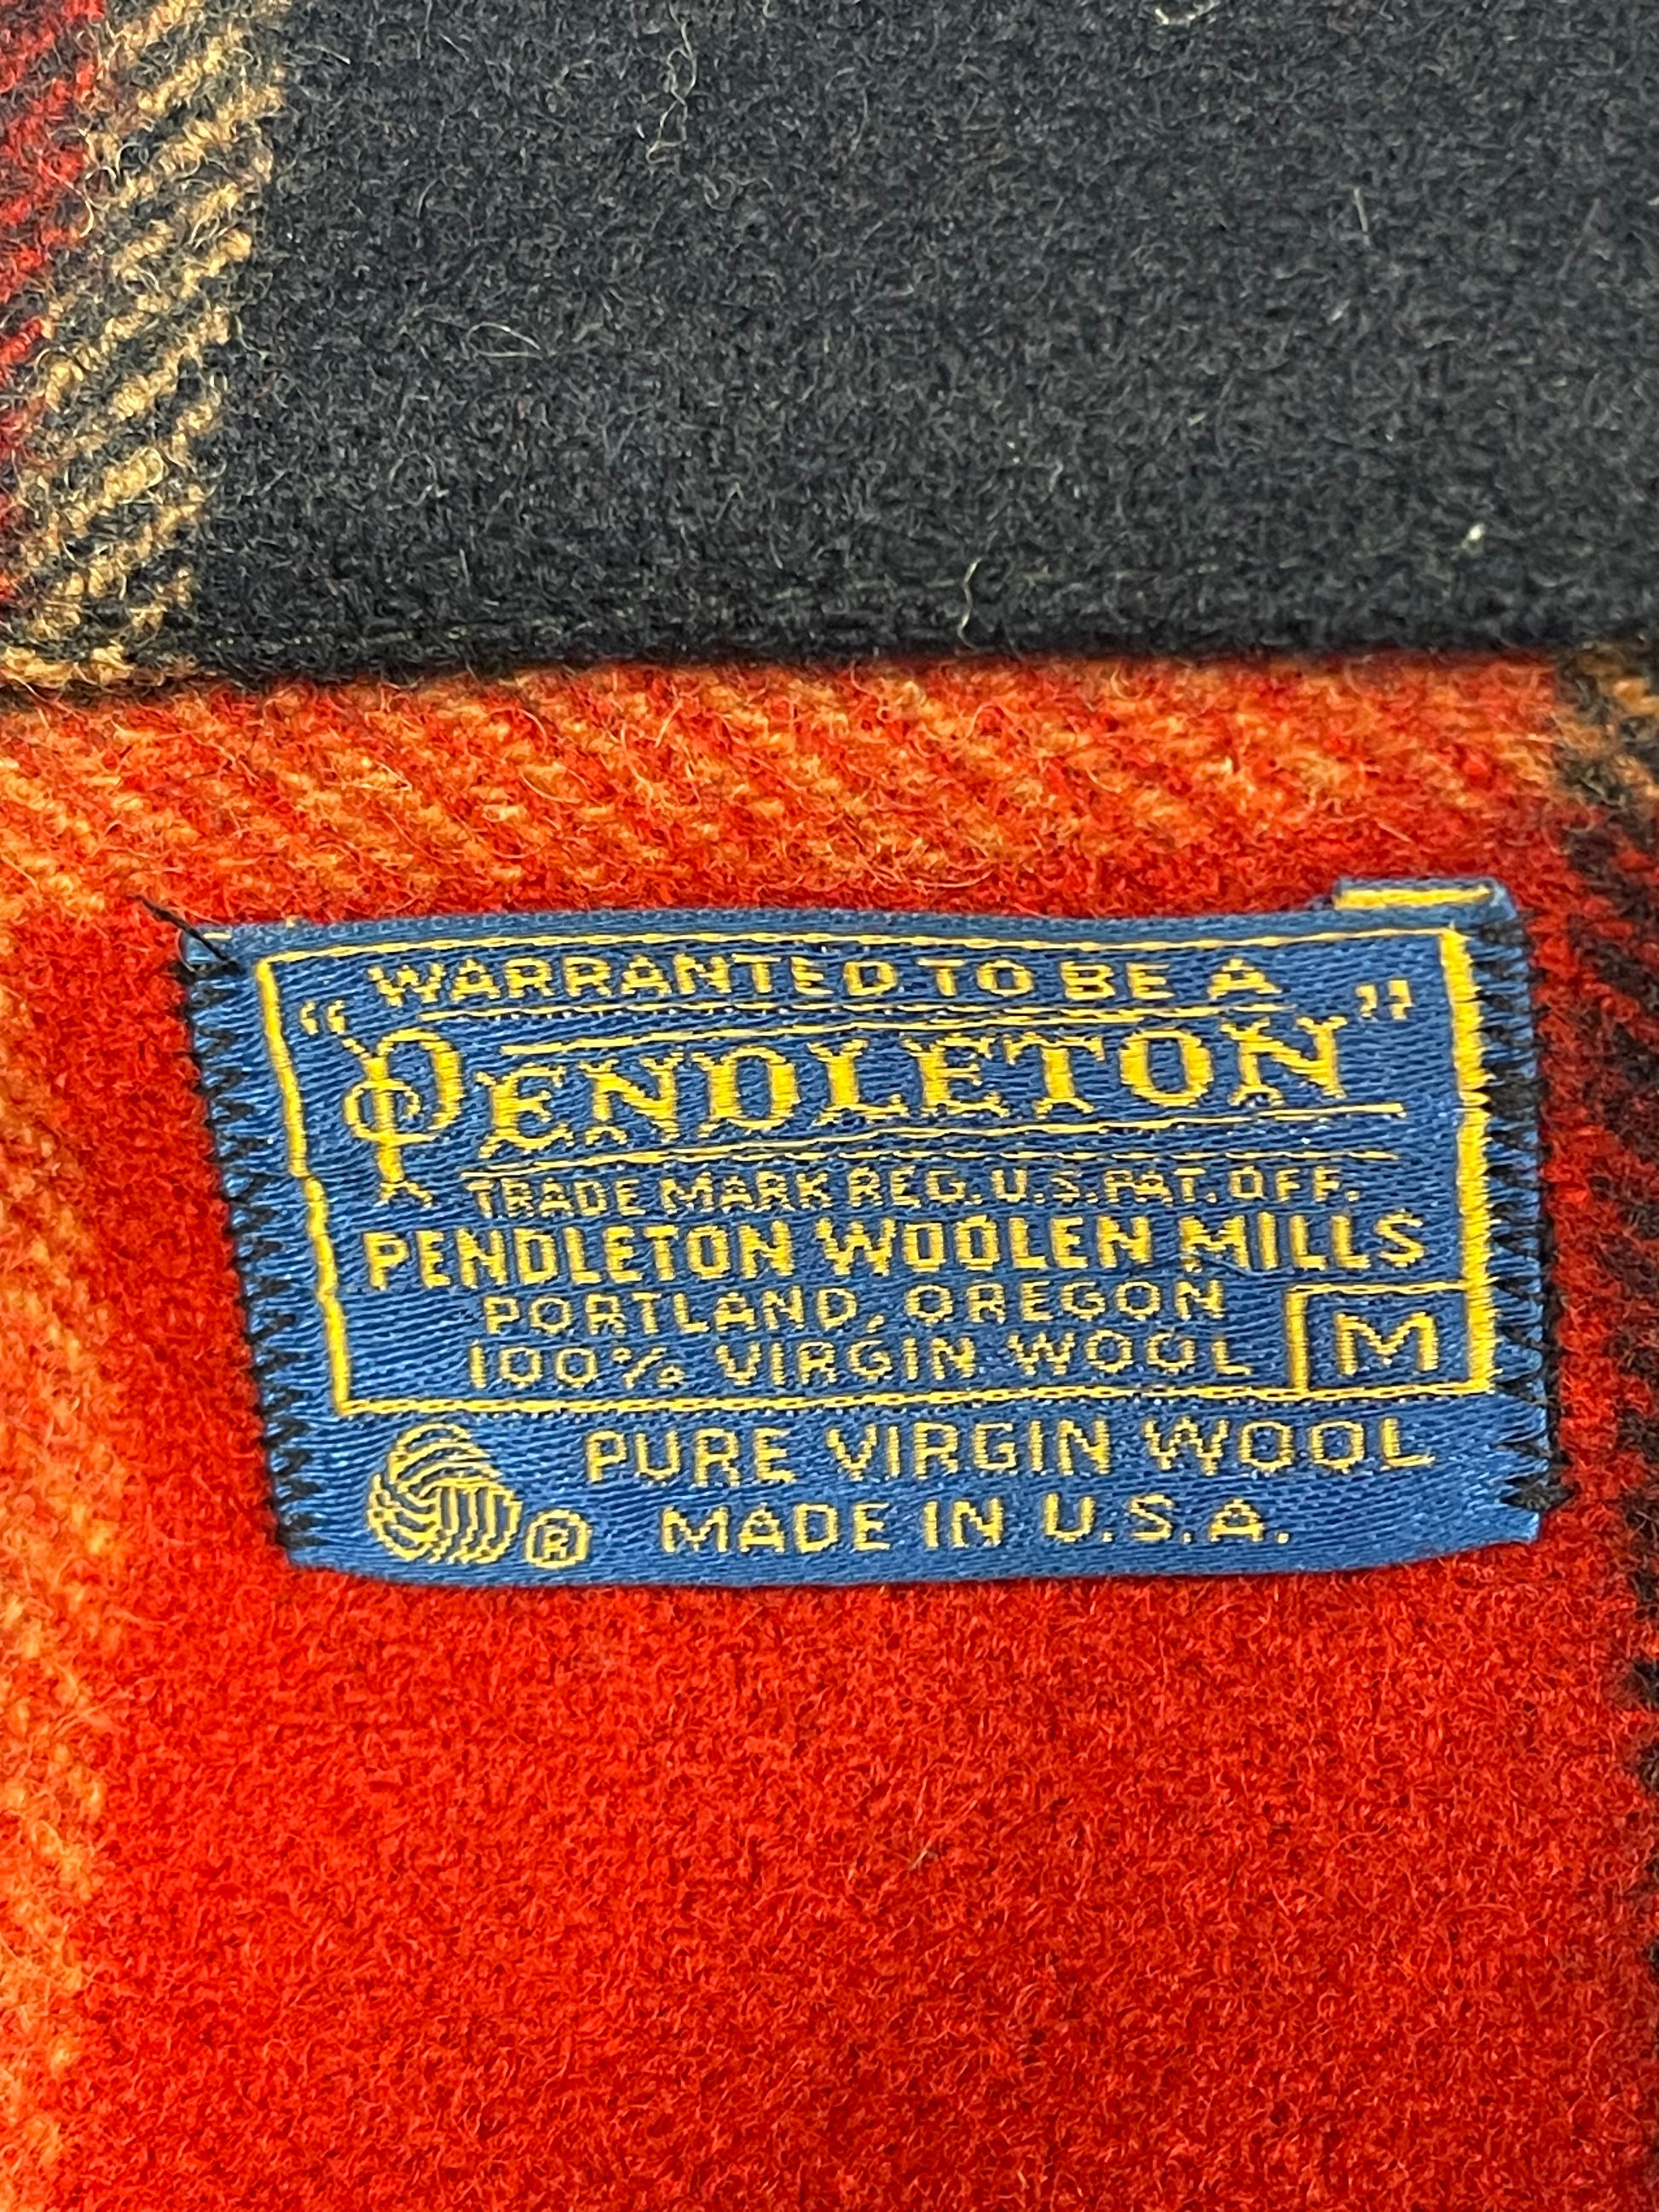 WARRANTED TO BE A
"PENDLETON"
TRADE MARK REG. U.S. PAT. OFF.
PENDLETON WOOLEN MILLS
PORTLAND, OREGON
100% VIRGIN WOOL M
PURE VIRGIN WOOL
® MADE IN U.S.A.